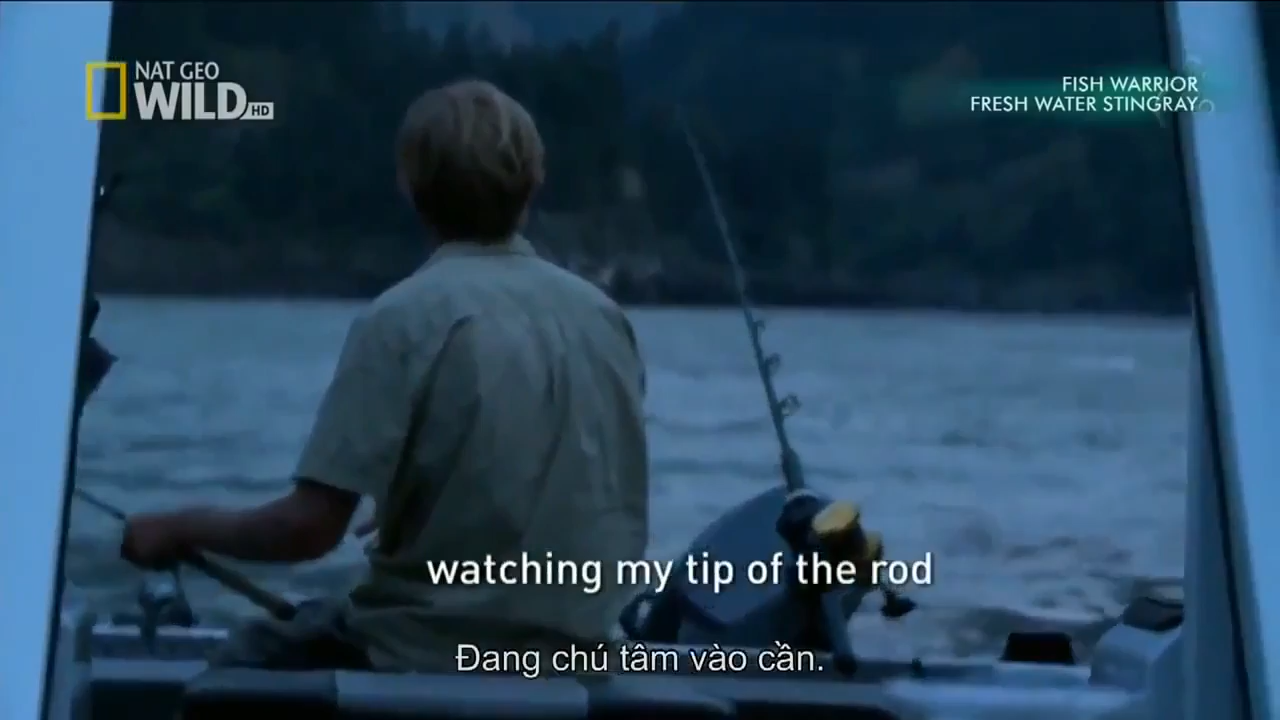 NAT GEO
WILD HD
FISH WARRIOR
FRESH WATER STINGRAY
watching my tip of the rod
Đang chú tâm vào cần.